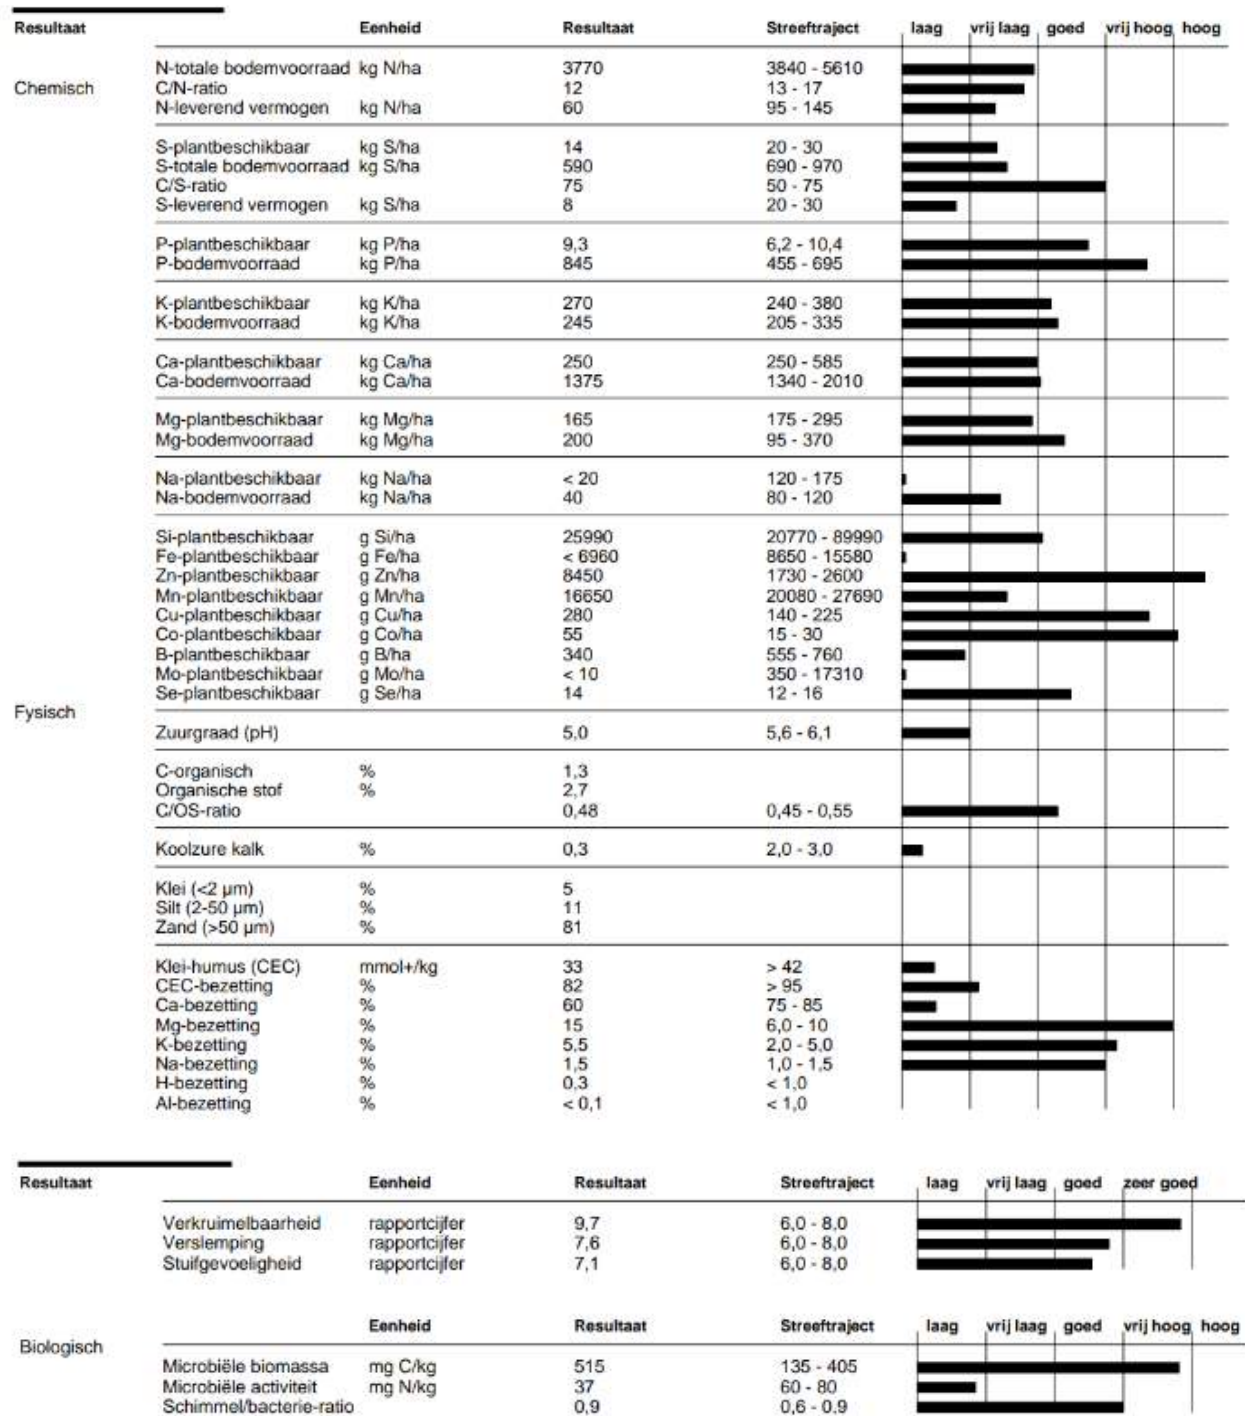 Resultaat Eenheid Resultaat Streeftraject laag vrij laag goed vrij hoog hoog
N-totale bodemvoorraad kg N/ha 3770 3840 - 5610
Chemisch C/N-ratio 12 13 - 17
N-leverend vermogen kg N/ha 60 95 - 145
S-plantbeschikbaar kg S/ha 14 20 - 30
S-totale bodemvoorraad kg S/ha 590 690 - 970
C/S-ratio 75 50 - 75
S-leverend vermogen kg S/ha 8 20 - 30
P-plantbeschikbaar kg P/ha 9,3 6,2 - 10,4
P-bodemvoorraad kg P/ha 845 455 - 695
K-plantbeschikbaar kg K/ha 270 240 - 380
K-bodemvoorraad kg K/ha 245 205 - 335
Ca-plantbeschikbaar kg Ca/ha 250 250 - 585
Ca-bodemvoorraad kg Ca/ha 1375 1340 - 2010
Mg-plantbeschikbaar kg Mg/ha 165 175 - 295
Mg-bodemvoorraad kg Mg/ha 200 95 - 370
Na-plantbeschikbaar kg Na/ha < 20 120 - 175
Na-bodemvoorraad kg Na/ha 40 80 - 120
Si-plantbeschikbaar g Si/ha 25990 20770 - 89990
Fe-plantbeschikbaar g Fe/ha < 6960 8650 - 15580
Zn-plantbeschikbaar g Zn/ha 8450 1730 - 2600
Mn-plantbeschikbaar g Mn/ha 16650 20080 - 27690
Cu-plantbeschikbaar g Cu/ha 280 140 - 225
Co-plantbeschikbaar g Co/ha 55 15 - 30
B-plantbeschikbaar g B/ha 340 555 - 760
Mo-plantbeschikbaar g Mo/ha < 10 350 - 17310
Se-plantbeschikbaar g Se/ha 14 12 - 16
Fysisch
Zuurgraad (pH) 5,0 5,6 - 6,1
C-organisch % 1,3
Organische stof % 2,7
C/OS-ratio 0,48 0,45 - 0,55
Koolzure kalk % 0,3 2,0 - 3,0
Klei (<2 µm) % 5
Silt (2-50 µm) % 11
Zand (>50 µm) % 81
Klei-humus (CEC) mmol+/kg 33 > 42
CEC-bezetting % 82 > 95
Ca-bezetting % 60 75 - 85
Mg-bezetting % 15 6,0 - 10
K-bezetting % 5,5 2,0 - 5,0
Na-bezetting % 1,5 1,0 - 1,5
H-bezetting % 0,3 < 1,0
Al-bezetting % < 0,1 < 1,0
Resultaat Eenheid Resultaat Streeftraject laag vrij laag goed zeer goed
Verkruimelbaarheid rapportcijfer 9,7 6,0 - 8,0
Verslemping rapportcijfer 7,6 6,0 - 8,0
Stuifgevoeligheid rapportcijfer 7,1 6,0 - 8,0
Eenheid Resultaat Streeftraject laag vrij laag goed vrij hoog hoog
Biologisch
Microbiële biomassa mg C/kg 515 135 - 405
Microbiële activiteit mg N/kg 37 60 - 80
Schimmel/bacterie-ratio 0,9 0,6 - 0,9